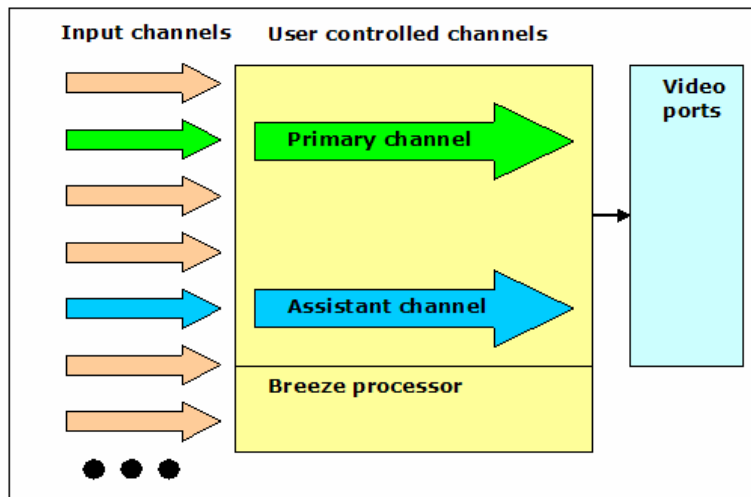 Input channels
User controlled channels
Video
ports
Primary channel
Assistant channel
Breeze processor